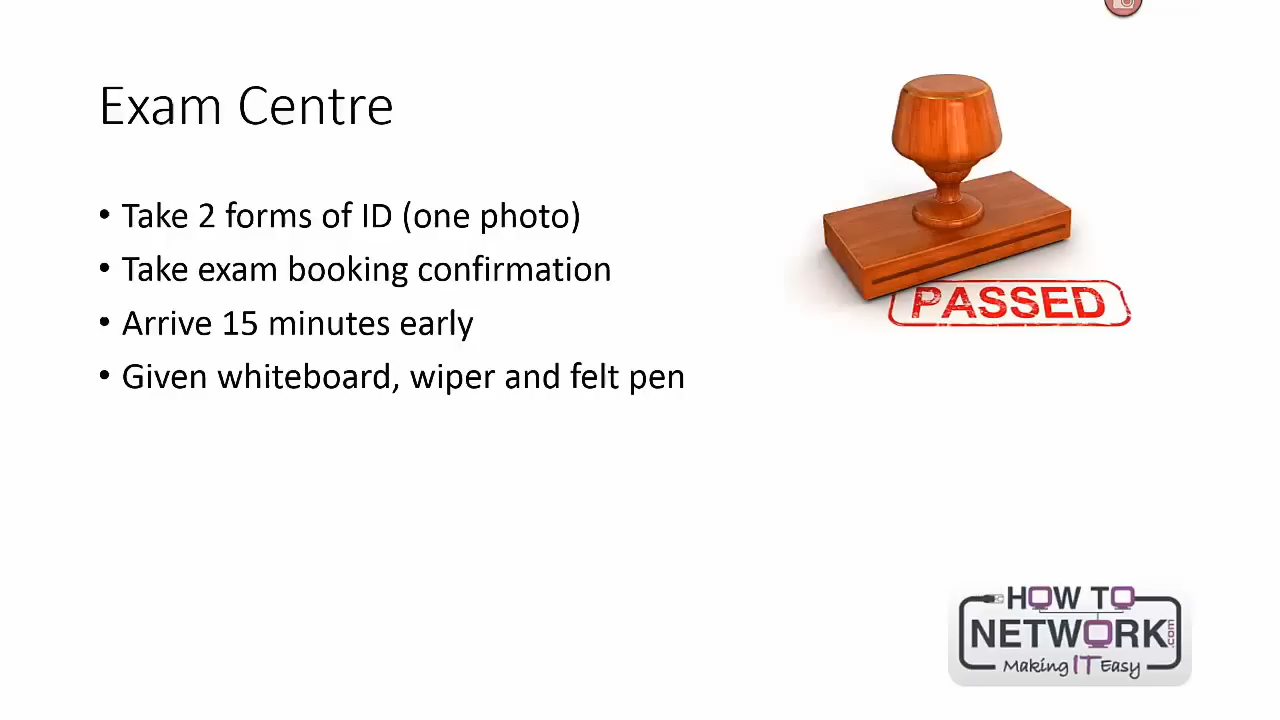 Exam Centre
• Take 2 forms of ID (one photo)
• Take exam booking confirmation
• Arrive 15 minutes early
• Given whiteboard, wiper and felt pen
PASSED
HOW TO
NETWORK.com
Making IT Easy